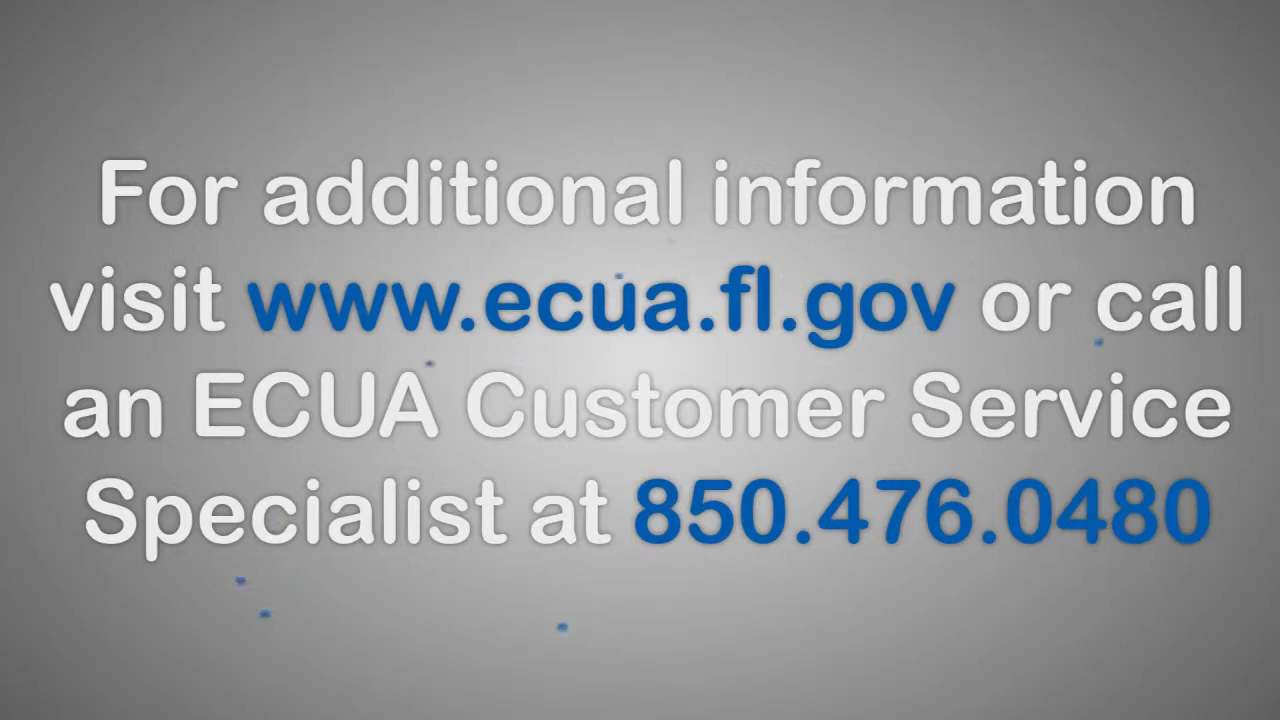 For additional information
visit www.ecua.fl.gov or call
an ECUA Customer Service
Specialist at 850.476.0480